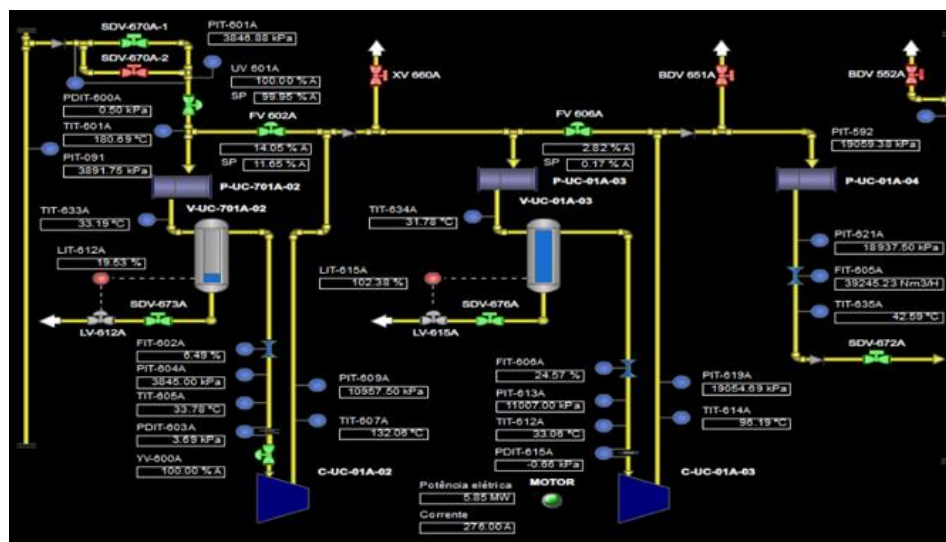 SDV-670A-1
PIT-601A
3846.88 kPa
SDV-670A-2
XV 660A
BDV 651A
BDV 552A
UV 601A
100.00 % A
SP 99.95 % A
PDIT-600A
0.50 kPa
FV 602A
FV 606A
TIT-601A
180.69 ºC
14.05 % A
SP 11.65 % A
2.82 % A
SP 0.17 % A
PIT-592
19059.38 kPa
PIT-091
3891.75 kPa
P-UC-701A-02
P-UC-01A-03
P-UC-01A-04
V-UC-701A-02
V-UC-01A-03
TIT-633A
33.19 ºC
TIT-634A
31.78 ºC
PIT-621A
18937.50 kPa
LIT-612A
19.53 %
LIT-615A
102.38 %
FIT-605A
39245.23 Nm3/H
SDV-673A
SDV-676A
TIT-635A
42.59 ºC
LV-612A
LV-615A
SDV-672A
FIT-602A
6.49 %
FIT-606A
24.57 %
PIT-604A
3845.00 kPa
PIT-609A
10957.50 kPa
PIT-613A
11007.00 kPa
PIT-619A
19054.69 kPa
TIT-605A
33.78 ºC
TIT-607A
132.06 ºC
TIT-612A
33.06 ºC
TIT-614A
96.19 ºC
PDIT-603A
3.69 kPa
PDIT-615A
-0.66 kPa
YV-600A
100.00 % A
C-UC-01A-02
C-UC-01A-03
Potência elétrica
5.85 MW
MOTOR
Corrente
276.00 A